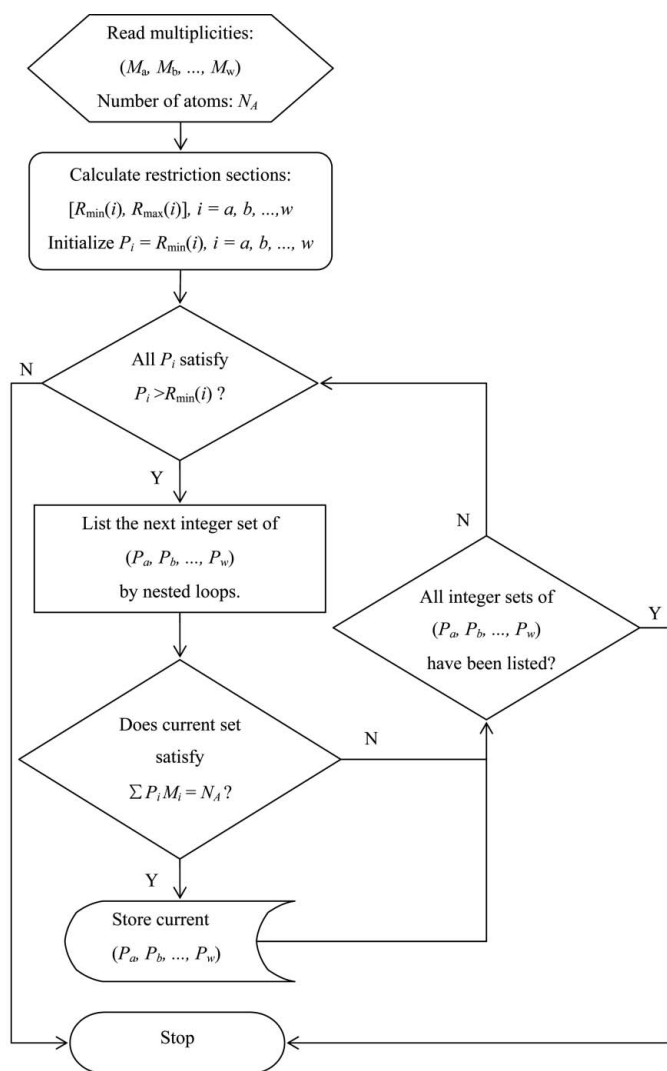 Read multiplicities:
(Ma, Mb, ..., Mw)
Number of atoms: NA
Calculate restriction sections:
[Rmin(i), Rmax(i)], i = a, b, ...,w
Initialize Pi = Rmin(i), i = a, b, ..., w
All Pi satisfy
Pi >Rmin(i) ?
N
Y
List the next integer set of
(Pa, Pb, ..., Pw)
by nested loops.
N
All integer sets of
(Pa, Pb, ..., Pw)
have been listed?
Y
Does current set
satisfy
∑ PiMi = NA ?
N
Y
Store current
(Pa, Pb, ..., Pw)
Stop